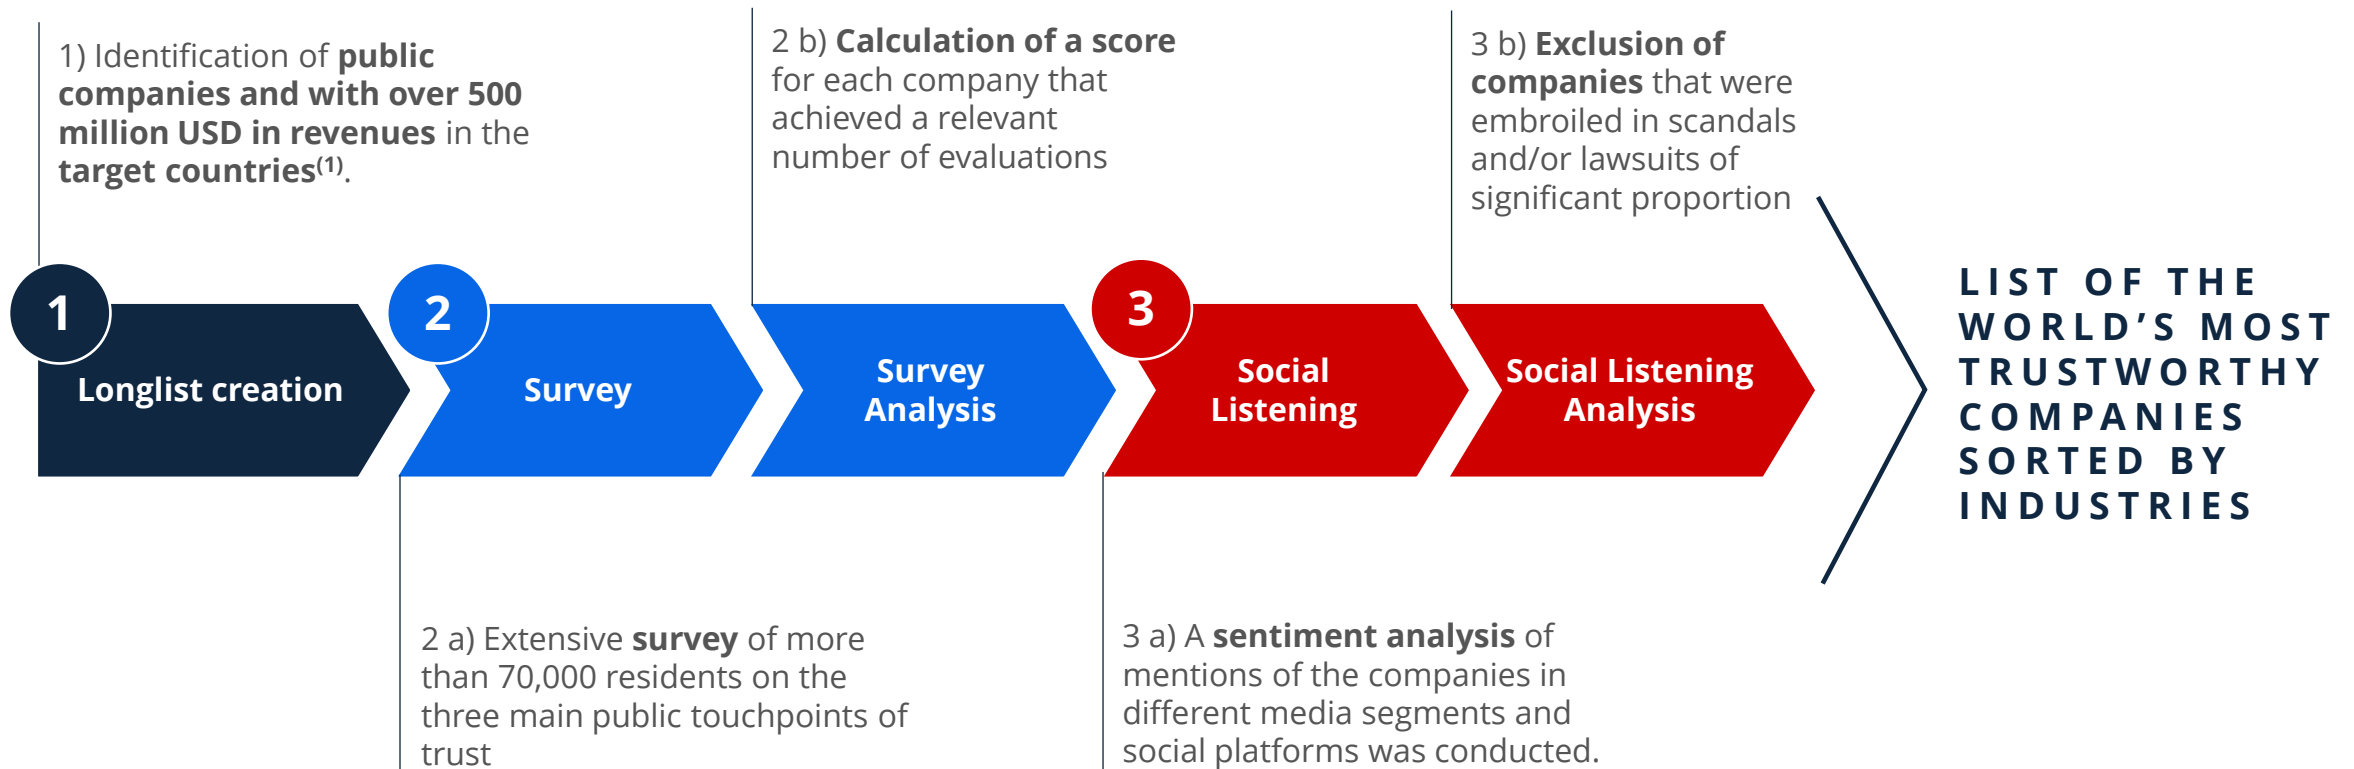 1) Identification of public
companies and with over 500
million USD in revenues in the
target countries(1).
2 b) Calculation of a score
for each company that
achieved a relevant
number of evaluations
3 b) Exclusion of
companies that were
embroiled in scandals
and/or lawsuits of
significant proportion
1
Longlist creation
2
Survey
Survey
Analysis
3
Social
Listening
Social Listening
Analysis
LIST OF THE
WORLD’S MOST
TRUSTWORTHY
COMPANIES
SORTED BY
INDUSTRIES
2 a) Extensive survey of more
than 70,000 residents on the
three main public touchpoints of
trust
3 a) A sentiment analysis of
mentions of the companies in
different media segments and
social platforms was conducted.